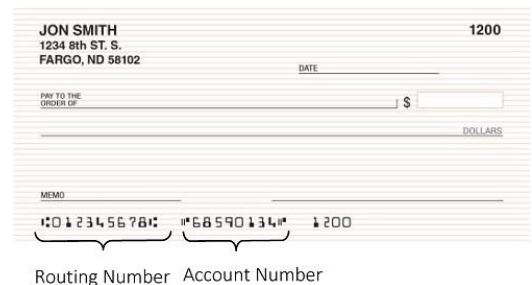 JON SMITH 1200
1234 8th ST. S.
FARGO, ND 58102
DATE
PAY TO THE
ORDER OF $
DOLLARS
MEMO
⑆012345678⑆ ⑈68590134⑈ 1200
Routing Number Account Number